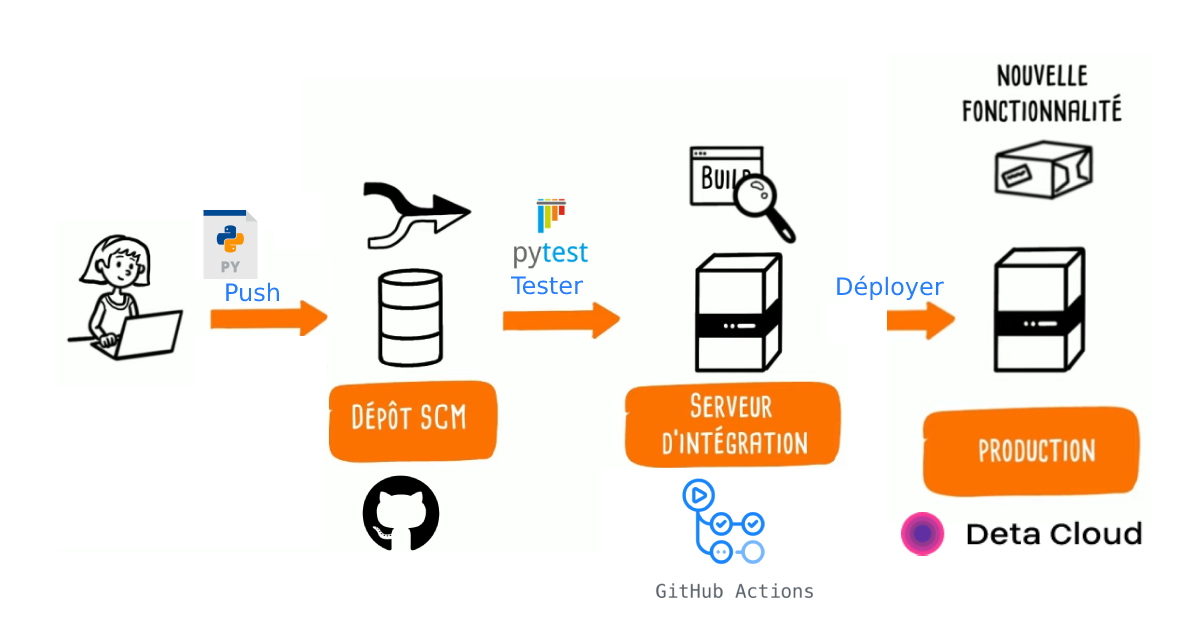 PY
Push
DÉPÔT SCM
pytest
Tester
Build
SERVEUR
D'INTÉGRATION
GitHub Actions
Déployer
NOUVELLE
FONCTIONNALITÉ
PRODUCTION
Deta Cloud